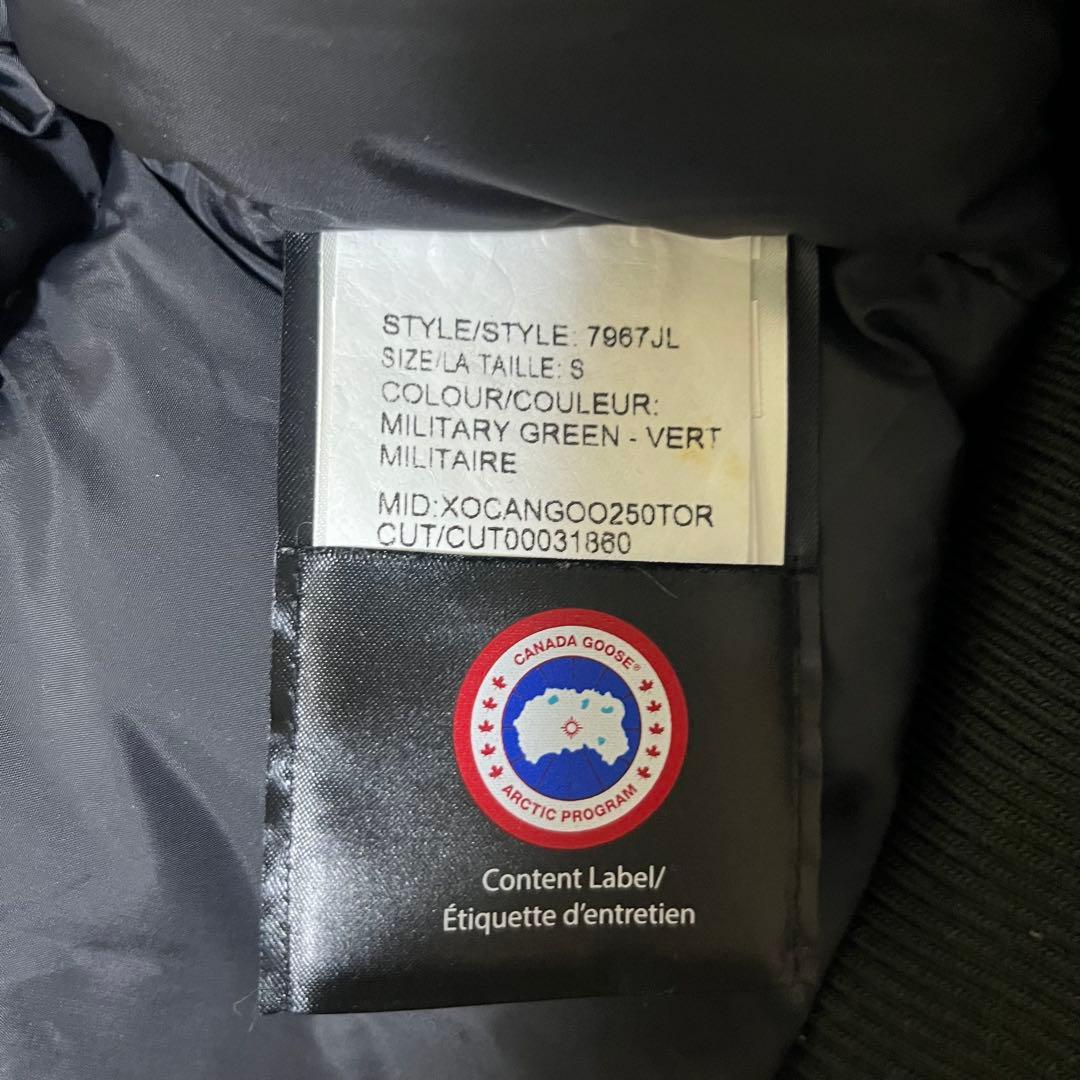 STYLE/STYLE: 7967JL
SIZE/LA TAILLE: S
COLOUR/COULEUR:
MILITARY GREEN - VERT
MILITAIRE
MID:XOCANGOO250TOR
CUT/CUT00031860
CANADA GOOSE®
ARCTIC PROGRAM
Content Label/
Étiquette d'entretien